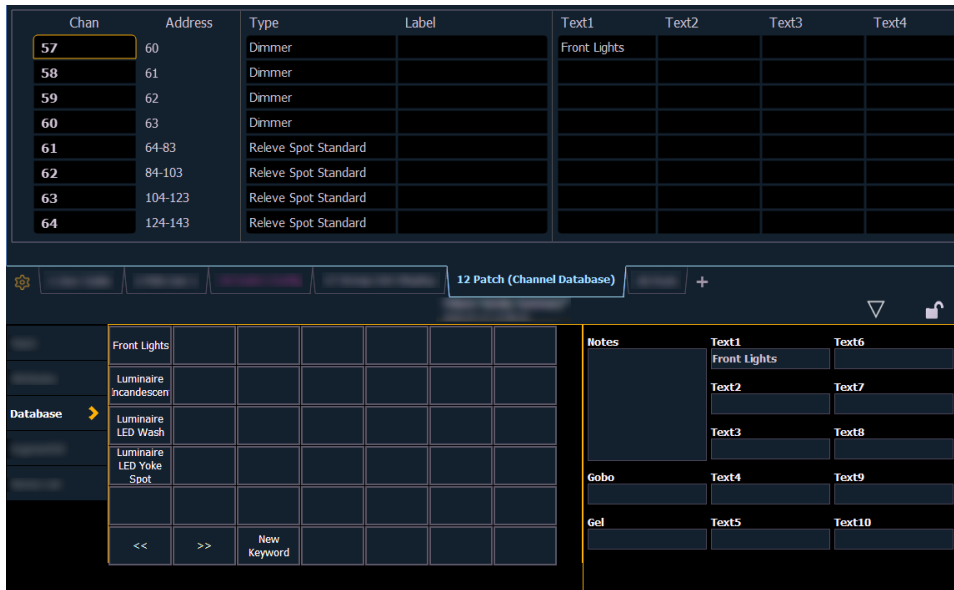 Chan Address Type Label Text1 Text2 Text3 Text4
57 60 Dimmer Front Lights
58 61 Dimmer
59 62 Dimmer
60 63 Dimmer
61 64-83 Releve Spot Standard
62 84-103 Releve Spot Standard
63 104-123 Releve Spot Standard
64 124-143 Releve Spot Standard
12 Patch (Channel Database) +
Database
Front Lights
Luminaire
Incandescen
Luminaire
LED Wash
Luminaire
LED Yoke
Spot
<< >> New
Keyword
Notes Text1 Text6
Front Lights
Text2 Text7
Text3 Text8
Gobo Text4 Text9
Gel Text5 Text10